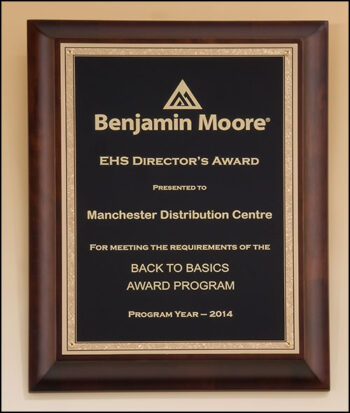 Benjamin Moore®
EHS Director's Award
Presented to
Manchester Distribution Centre
For meeting the requirements of the
BACK TO BASICS
AWARD PROGRAM
Program Year – 2014